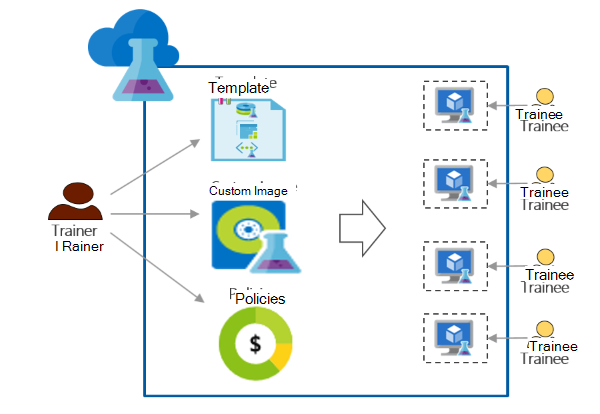 Template
Trainee
Trainee
Custom Image
Trainee
Trainee
Trainer
l Rainer
Policies
Trainee
Trainee
$
Trainee
Trainee